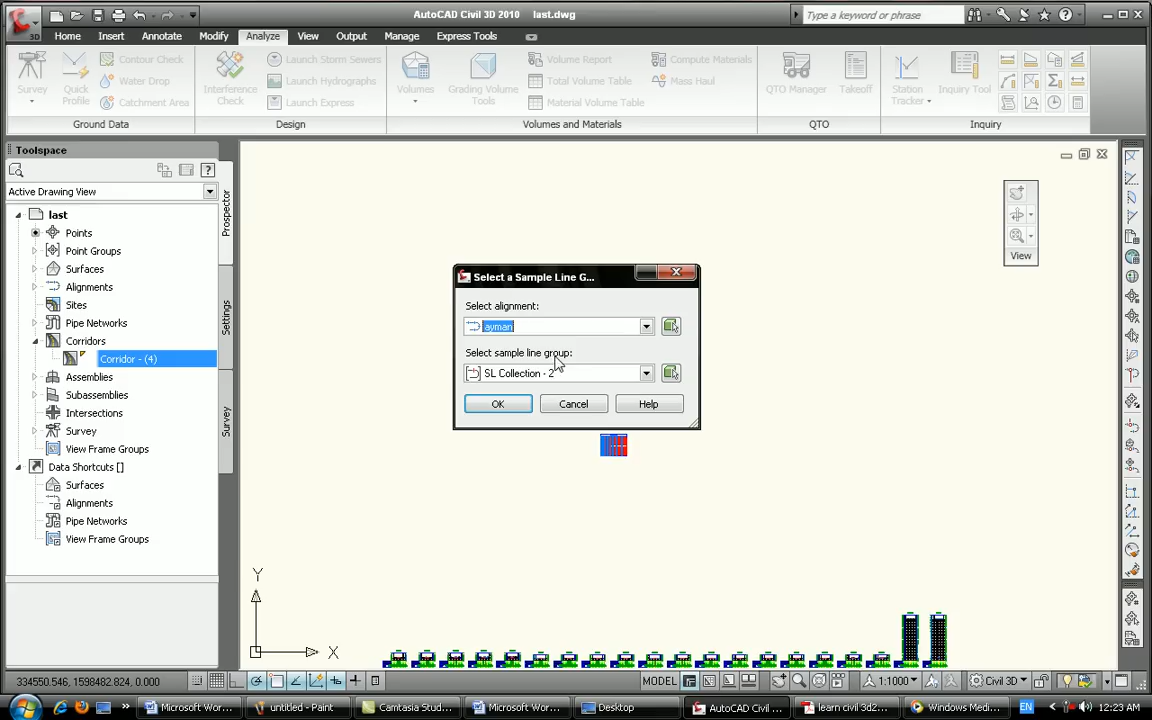 AutoCAD Civil 3D 2010 last.dwg
Type a keyword or phrase
3D
Home Insert Annotate Modify Analyze View Output Manage Express Tools
Survey
Quick Profile
Contour Check
Water Drop
Catchment Area
Ground Data
Interference Check
Launch Storm Sewers
Launch Hydrographs
Launch Express
Design
Volumes
Grading Volume Tools
Volume Report
Total Volume Table
Material Volume Table
Compute Materials
Mass Haul
Volumes and Materials
QTO Manager
Takeoff
QTO
Station Tracker
Inquiry Tool
Inquiry
Toolspace
Active Drawing View
last
Points
Point Groups
Surfaces
Alignments
Sites
Pipe Networks
Corridors
Corridor - (4)
Assemblies
Subassemblies
Intersections
Survey
View Frame Groups
Data Shortcuts []
Surfaces
Alignments
Pipe Networks
View Frame Groups
Prospector
Settings
Survey
Select a Sample Line G...
Select alignment:
ayman
Select sample line group:
SL Collection - 2
OK Cancel Help
View
Y
X
334550.546, 1598482.824, 0.000
MODEL
1:1000
Civil 3D
Microsoft Wor...
untitled - Paint
Camtasia Stud...
Microsoft Wor...
Desktop
AutoCAD Civil ...
learn civil 3d2...
Windows Medi...
EN
12:23 AM